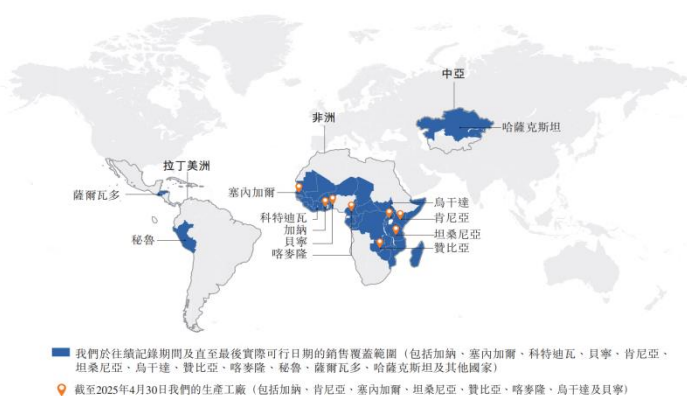 中亞
哈薩克斯坦
非洲
拉丁美洲
薩爾瓦多
秘魯
塞內加爾
科特迪瓦
加納
貝寧
喀麥隆
烏干達
肯尼亞
坦桑尼亞
贊比亞
我們於往績記錄期間及直至最後實際可行日期的銷售覆蓋範圍（包括加納、塞內加爾、科特迪瓦、貝寧、肯尼亞、
坦桑尼亞、烏干達、贊比亞、喀麥隆、秘魯、薩爾瓦多、哈薩克斯坦及其他國家）
截至2025年4月30日我們的生產工廠（包括加納、肯尼亞、塞內加爾、坦桑尼亞、贊比亞、喀麥隆、烏干達及貝寧）